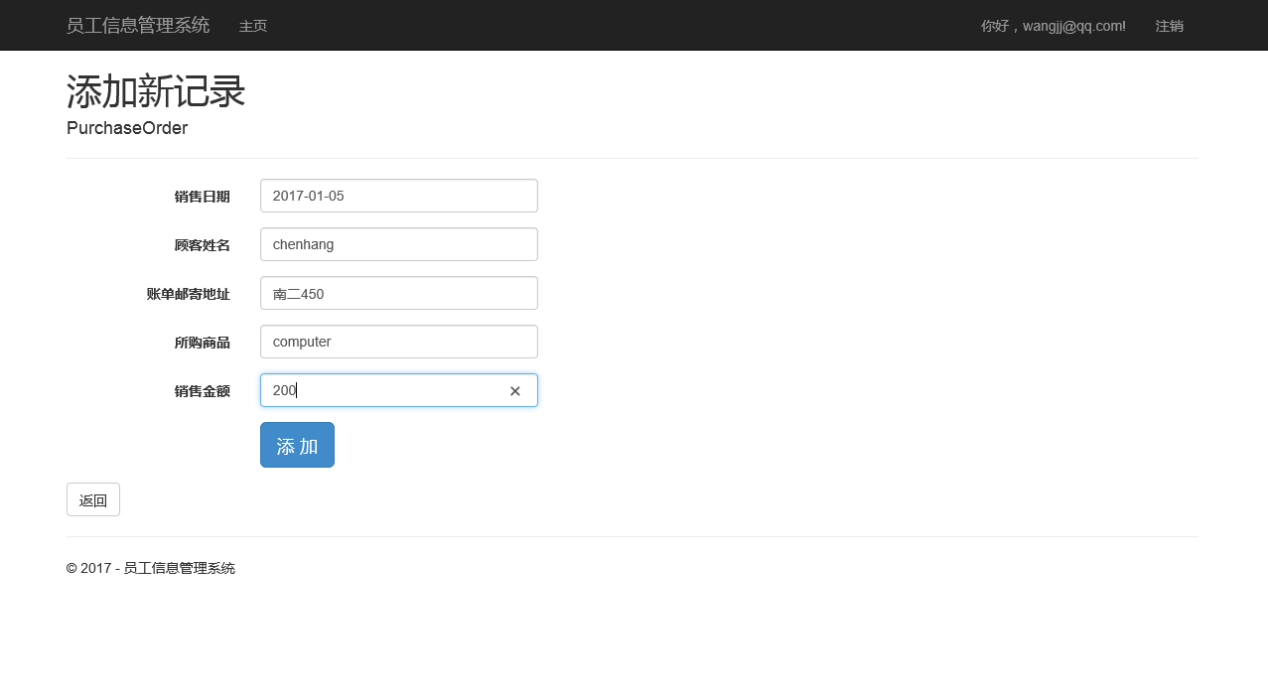 员工信息管理系统 主页 你好，wangjj@qq.com! 注销
添加新记录
PurchaseOrder
销售日期 2017-01-05
顾客姓名 chenhang
账单邮寄地址 南二450
所购商品 computer
销售金额 200 ×
添加
返回
© 2017 - 员工信息管理系统